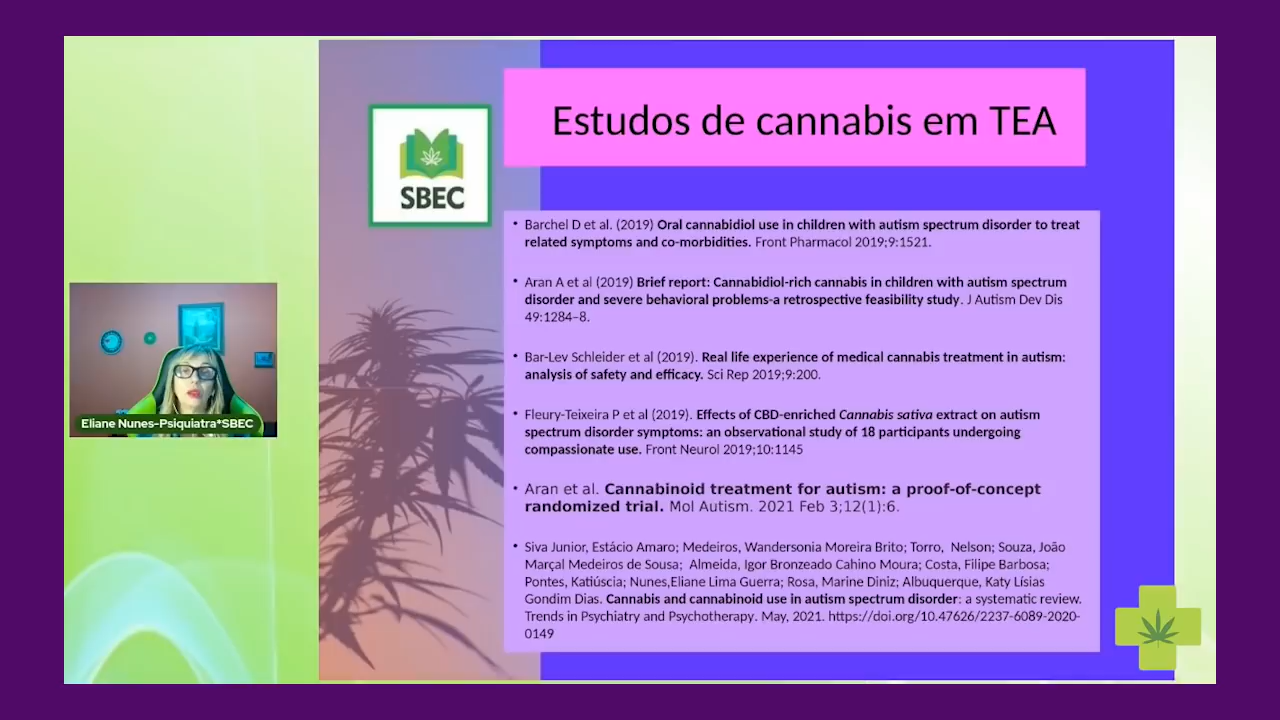 Estudos de cannabis em TEA
SBEC
• Barchel D et al. (2019) Oral cannabidiol use in children with autism spectrum disorder to treat
related symptoms and co-morbidities. Front Pharmacol 2019;9:1521.
• Aran A et al (2019) Brief report: Cannabidiol-rich cannabis in children with autism spectrum
disorder and severe behavioral problems-a retrospective feasibility study. J Autism Dev Dis
49:1284–8.
• Bar-Lev Schleider et al (2019). Real life experience of medical cannabis treatment in autism:
analysis of safety and efficacy. Sci Rep 2019;9:200.
• Fleury-Teixeira P et al (2019). Effects of CBD-enriched Cannabis sativa extract on autism
spectrum disorder symptoms: an observational study of 18 participants undergoing
compassionate use. Front Neurol 2019;10:1145
• Aran et al. Cannabinoid treatment for autism: a proof-of-concept
randomized trial. Mol Autism. 2021 Feb 3;12(1):6.
• Siva Junior, Estácio Amaro; Medeiros, Wandersonia Moreira Brito; Torro, Nelson; Souza, João
Marçal Medeiros de Sousa; Almeida, Igor Bronzeado Cahino Moura; Costa, Filipe Barbosa;
Pontes, Katiúscia; Nunes,Eliane Lima Guerra; Rosa, Marine Diniz; Albuquerque, Katy Lísias
Gondim Dias. Cannabis and cannabinoid use in autism spectrum disorder: a systematic review.
Trends in Psychiatry and Psychotherapy. May, 2021. https://doi.org/10.47626/2237-6089-2020-
0149
Eliane Nunes-Psiquiatra*SBEC